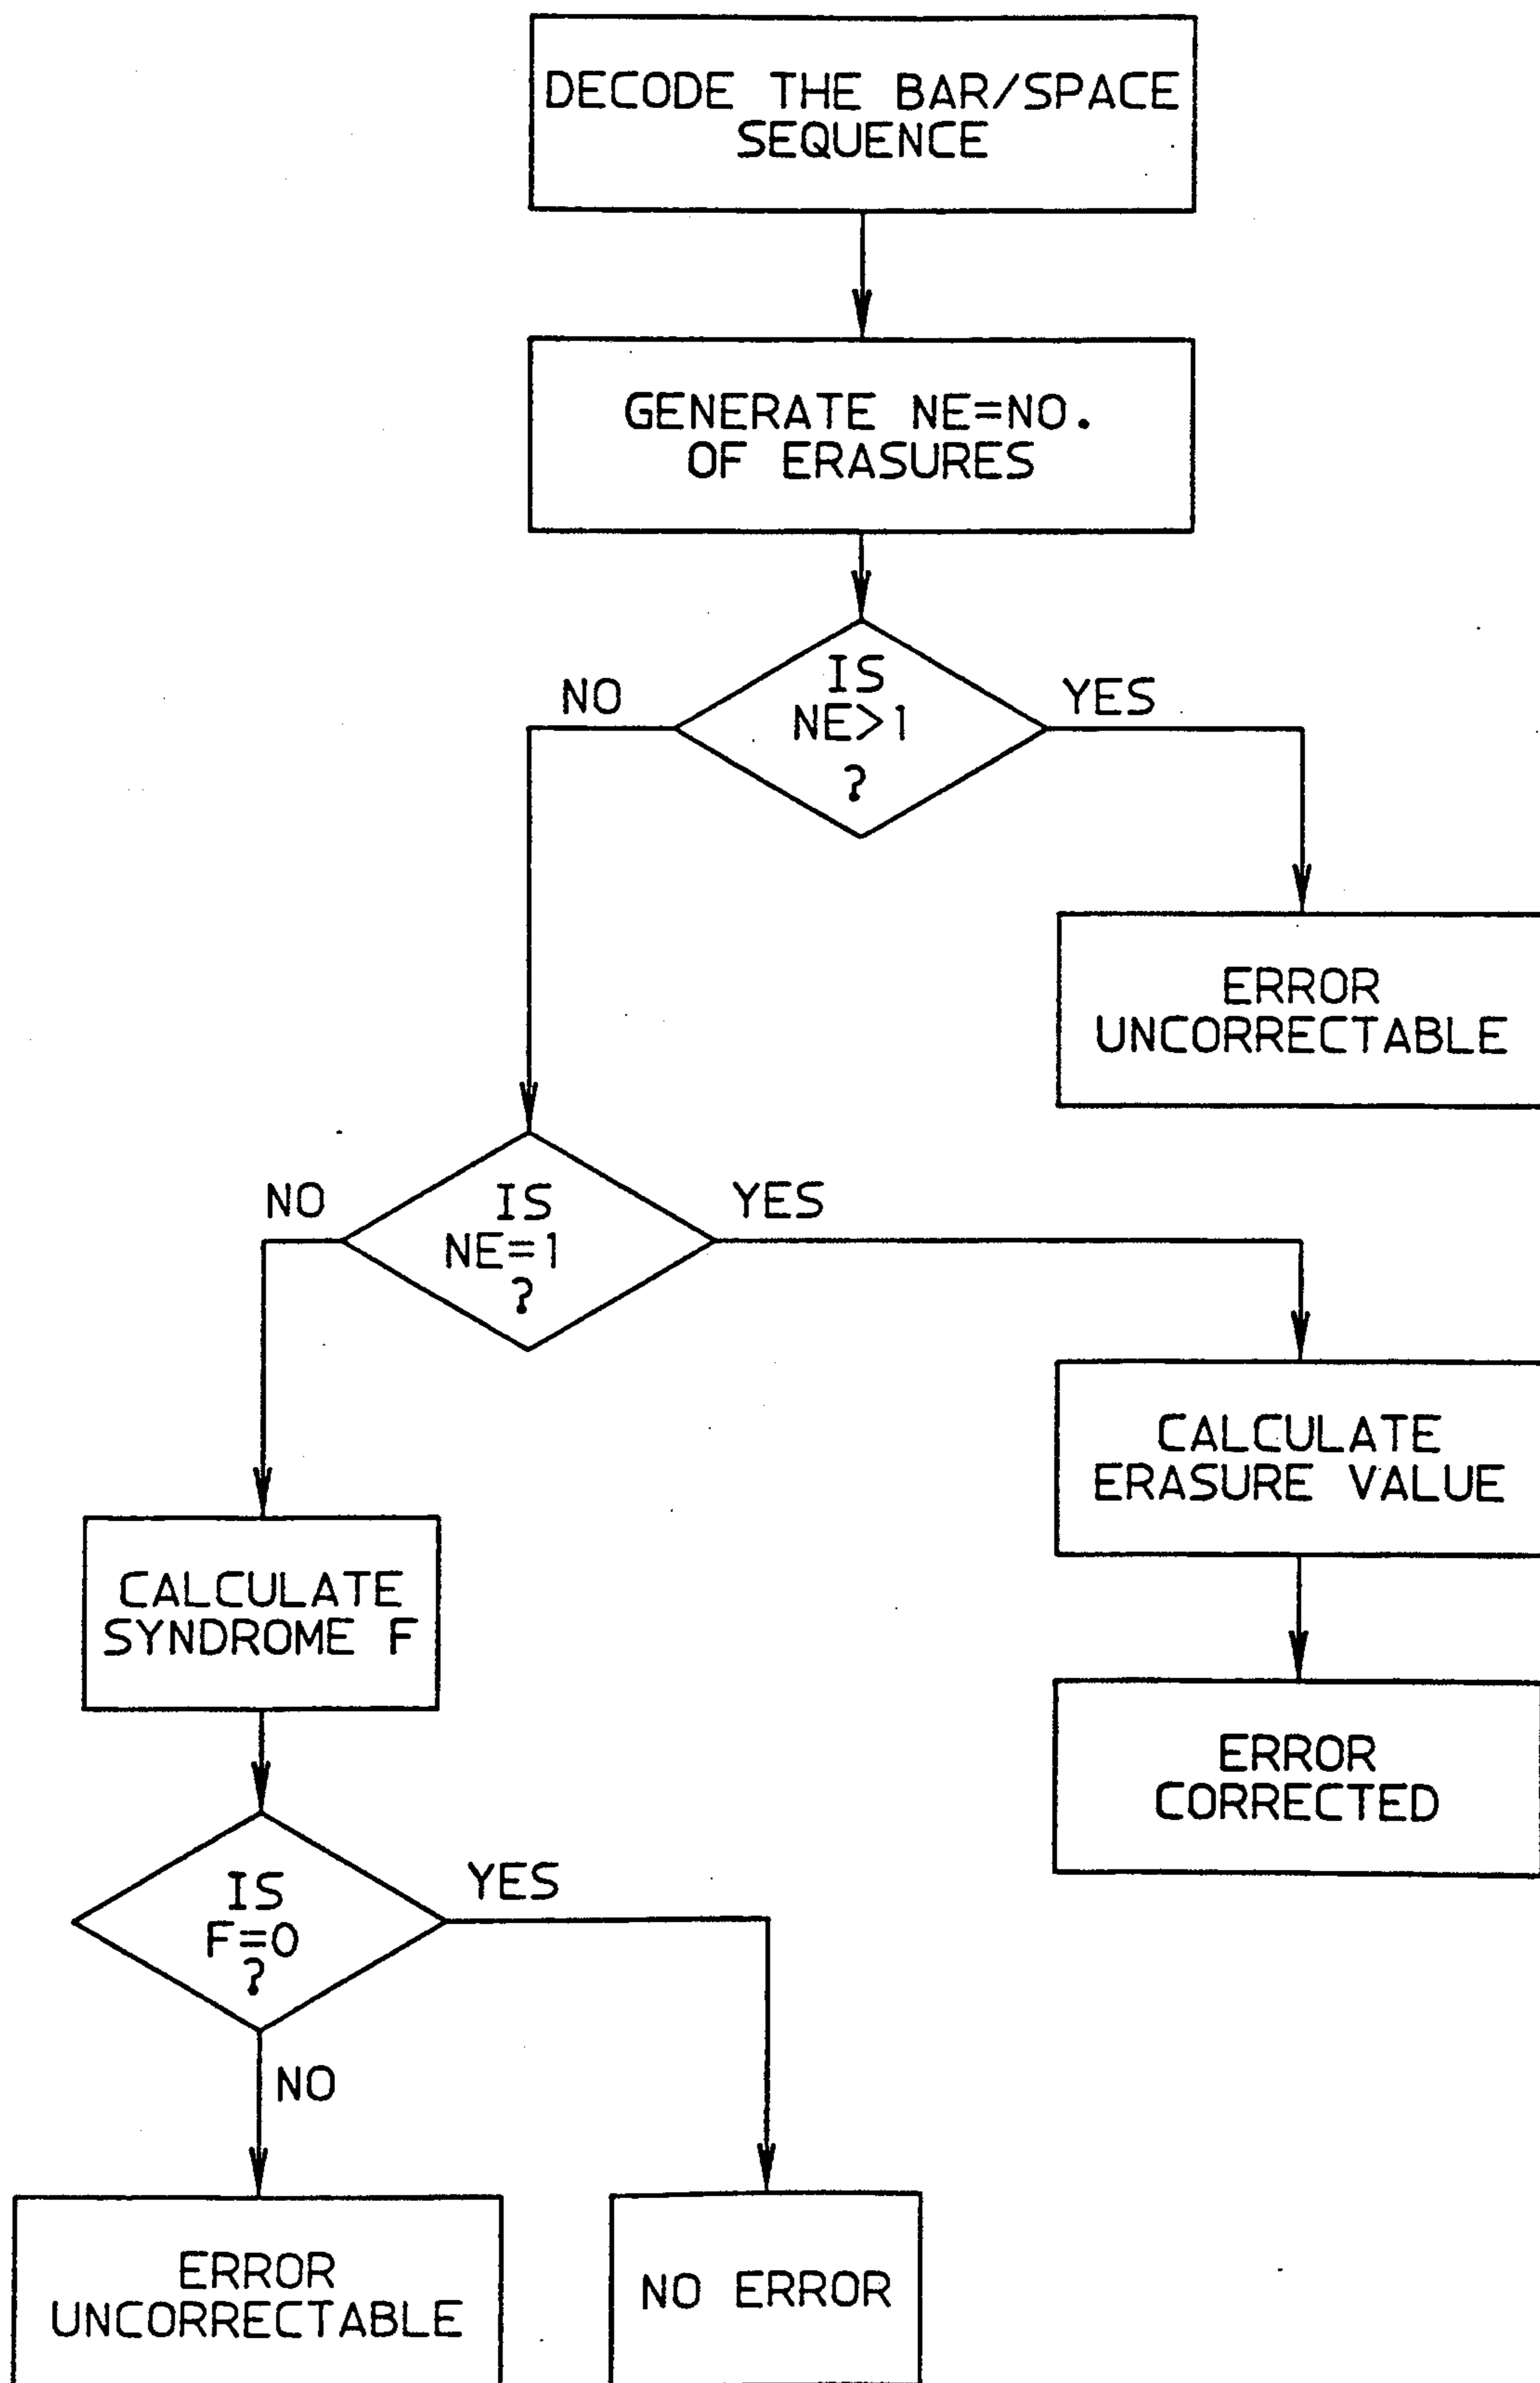 DECODE THE BAR/SPACE
SEQUENCE
GENERATE NE=NO.
OF ERASURES
IS
NE>1
?
NO
YES
ERROR
UNCORRECTABLE
IS
NE=1
?
NO
YES
CALCULATE
ERASURE VALUE
CALCULATE
SYNDROME F
ERROR
CORRECTED
IS
F=0
?
YES
NO
ERROR
UNCORRECTABLE
NO ERROR